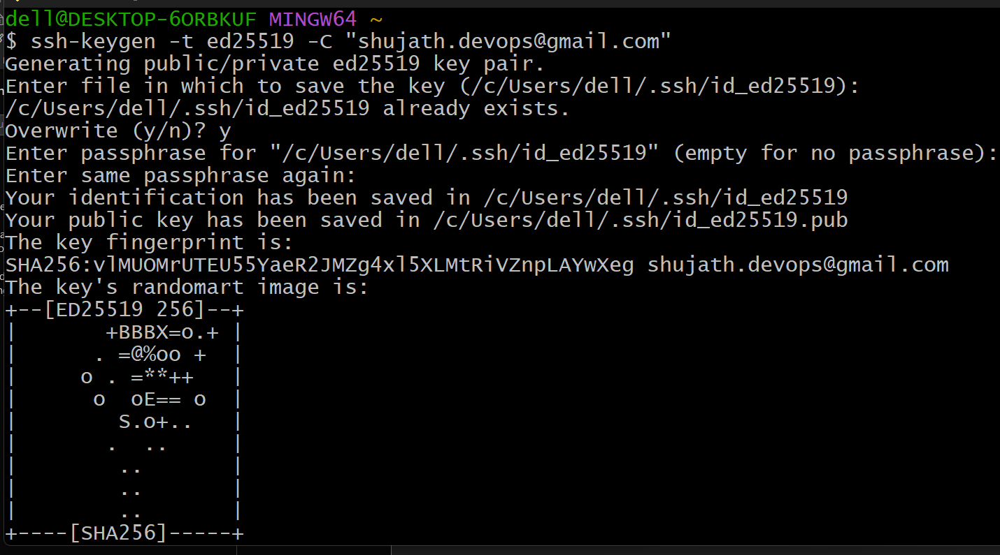 dell@DESKTOP-6ORBKUF MINGW64 ~
$ ssh-keygen -t ed25519 -C "shujath.devops@gmail.com"
Generating public/private ed25519 key pair.
Enter file in which to save the key (/c/Users/dell/.ssh/id_ed25519):
/c/Users/dell/.ssh/id_ed25519 already exists.
Overwrite (y/n)? y
Enter passphrase for "/c/Users/dell/.ssh/id_ed25519" (empty for no passphrase):
Enter same passphrase again:
Your identification has been saved in /c/Users/dell/.ssh/id_ed25519
Your public key has been saved in /c/Users/dell/.ssh/id_ed25519.pub
The key fingerprint is:
SHA256:vlMUOMrUTEU55YaeR2JMZg4xl5XLMtRiVZnpLAYwXeg shujath.devops@gmail.com
The key's randomart image is:
+--[ED25519 256]--+
|       +BBBX=o.+ |
|      . =@%oo +  |
|     o . =**++   |
|      o  oE== o  |
|        S.o+..   |
|       .  ..     |
|        ..       |
|        ..       |
|        ..       |
+----[SHA256]-----+